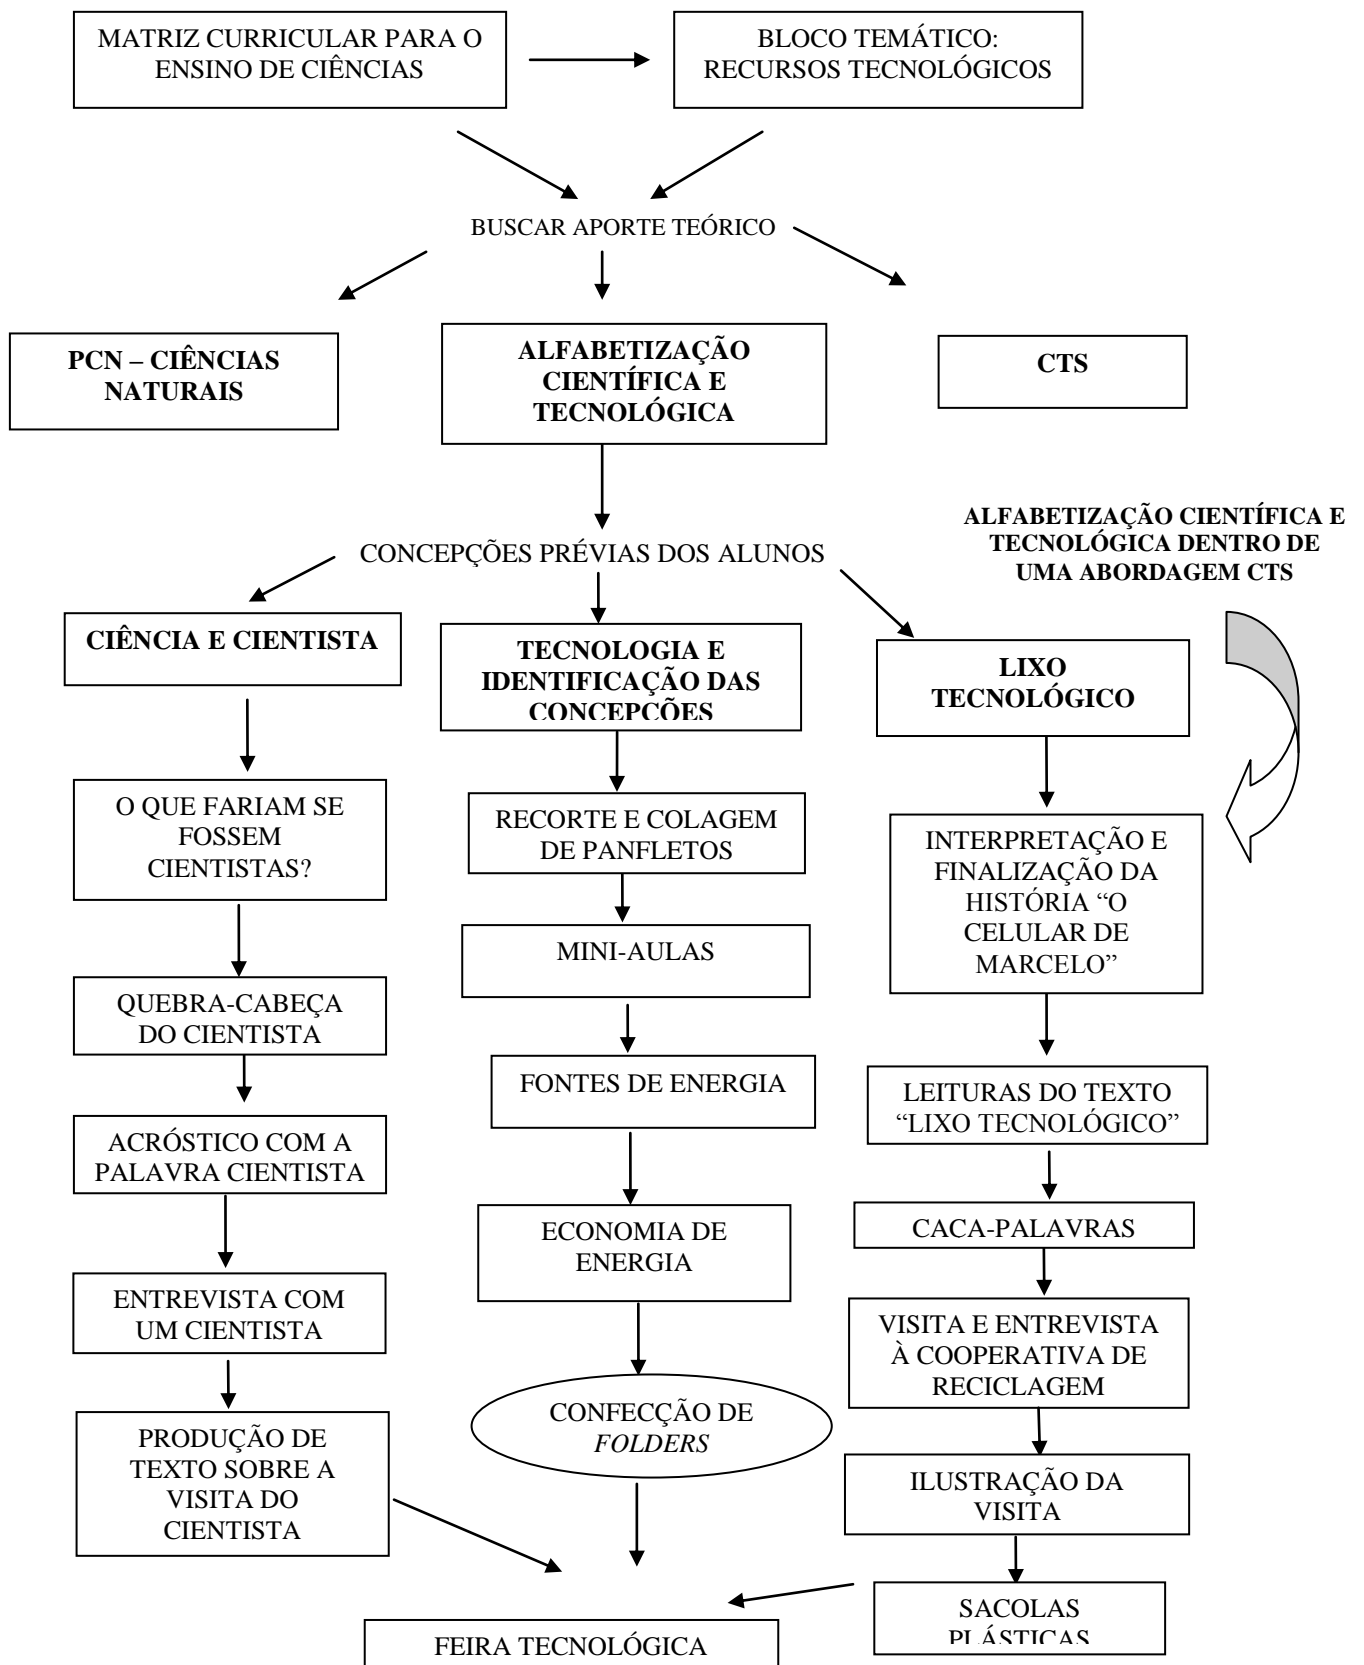 MATRIZ CURRICULAR PARA O
ENSINO DE CIÊNCIAS
BLOCO TEMÁTICO:
RECURSOS TECNOLÓGICOS
BUSCAR APORTE TEÓRICO
PCN – CIÊNCIAS
NATURAIS
ALFABETIZAÇÃO
CIENTÍFICA E
TECNOLÓGICA
CTS
ALFABETIZAÇÃO CIENTÍFICA E
TECNOLÓGICA DENTRO DE
UMA ABORDAGEM CTS
CONCEPÇÕES PRÉVIAS DOS ALUNOS
CIÊNCIA E CIENTISTA
O QUE FARIAM SE
FOSSEM
CIENTISTAS?
QUEBRA-CABEÇA
DO CIENTISTA
ACRÓSTICO COM A
PALAVRA CIENTISTA
ENTREVISTA COM
UM CIENTISTA
PRODUÇÃO DE
TEXTO SOBRE A
VISITA DO
CIENTISTA
TECNOLOGIA E
IDENTIFICAÇÃO DAS
CONCEPÇÕES
RECORTE E COLAGEM
DE PANFLETOS
MINI-AULAS
FONTES DE ENERGIA
ECONOMIA DE
ENERGIA
CONFECÇÃO DE
FOLDERS
LIXO
TECNOLÓGICO
INTERPRETAÇÃO E
FINALIZAÇÃO DA
HISTÓRIA “O
CELULAR DE
MARCELO”
LEITURAS DO TEXTO
“LIXO TECNOLÓGICO”
CACA-PALAVRAS
VISITA E ENTREVISTA
À COOPERATIVA DE
RECICLAGEM
ILUSTRAÇÃO DA
VISITA
SACOLAS
PLÁSTICAS
FEIRA TECNOLÓGICA